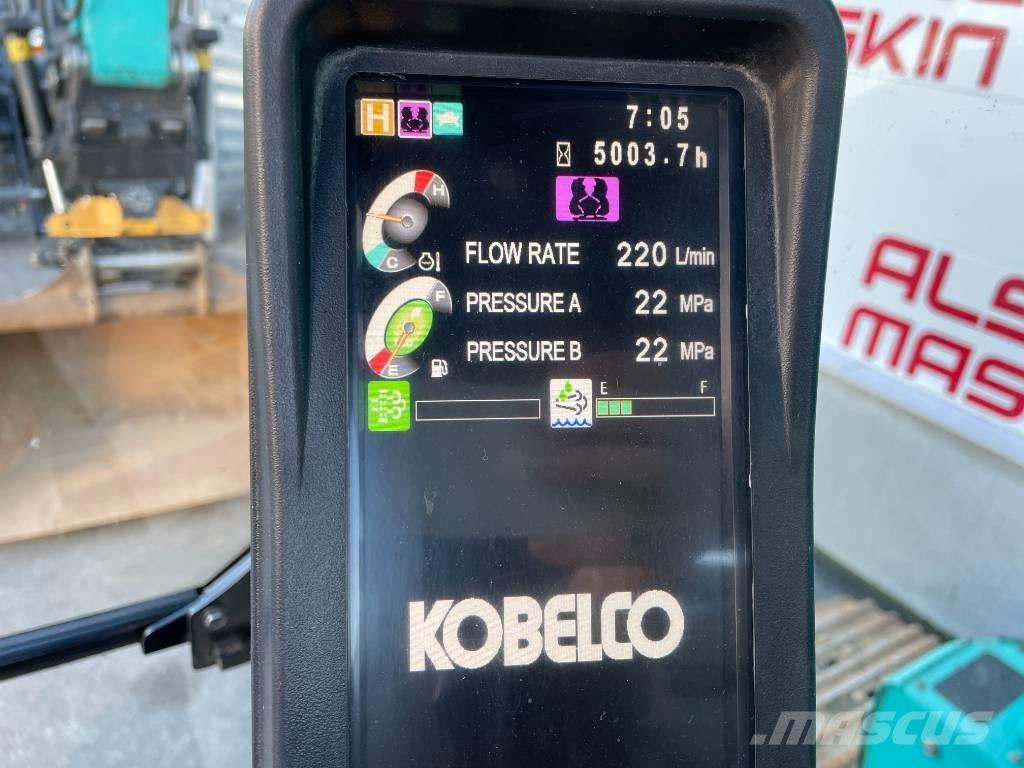 H
7:05
5003.7h
H
C
FLOW RATE 220 L/min
F
PRESSURE A 22 MPa
E
PRESSURE B 22 MPa
E F
KOBELCO
SKIN
ALS
MAS
MASCUS